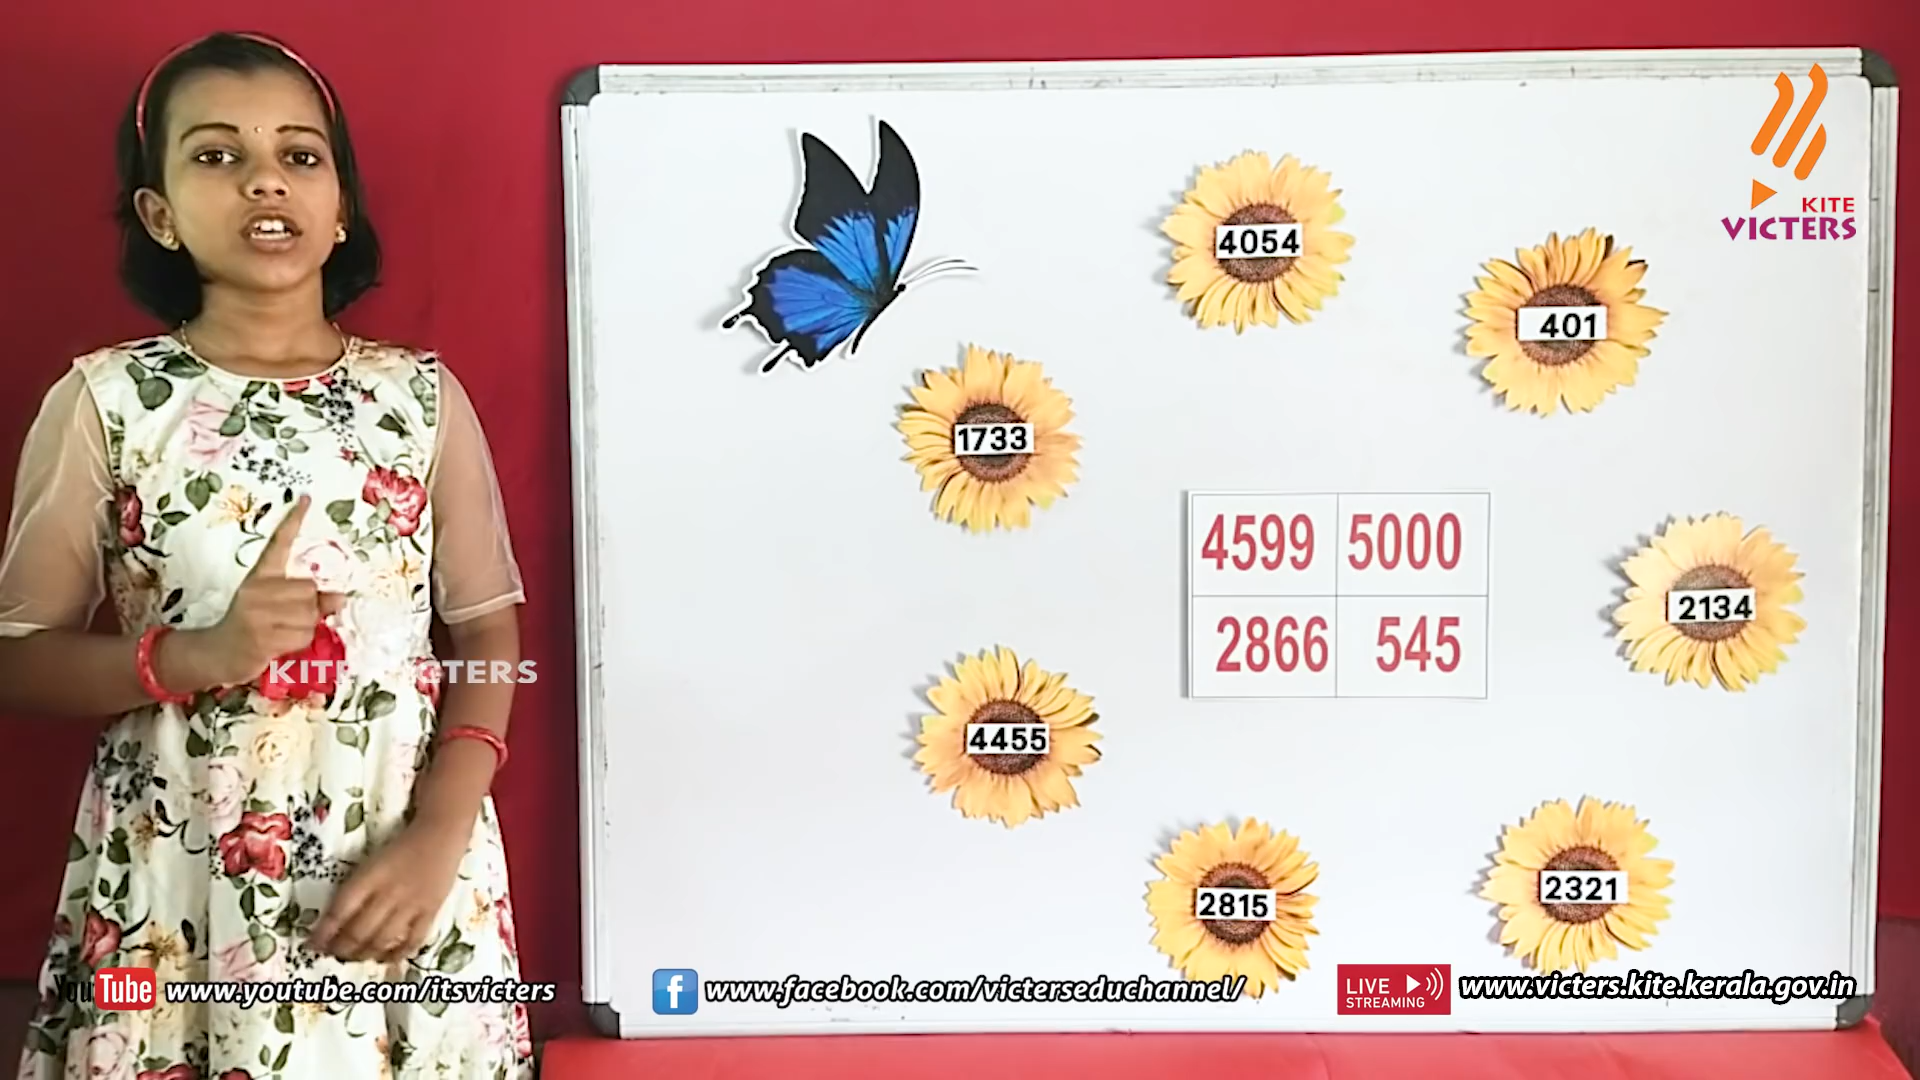 KITE
VICTERS
4054
401
1733
4599 5000
2866 545
2134
KITE VICTERS
4455
2815
2321
YouTube www.youtube.com/itsvicters
f www.facebook.com/victerseduchannel/
LIVE
STREAMING
www.victers.kite.kerala.gov.in